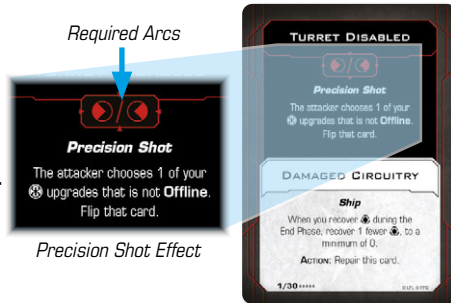 Required Arcs
Precision Shot
The attacker chooses 1 of your
upgrades that is not Offline.
Flip that card.
Precision Shot Effect
TURRET DISABLED
Precision Shot
The attacker chooses 1 of your
upgrades that is not Offline.
Flip that card.
DAMAGED CIRCUITRY
Ship
When you recover during the
End Phase, recover 1 fewer , to a
minimum of 0.
ACTION: Repair this card.
1/30